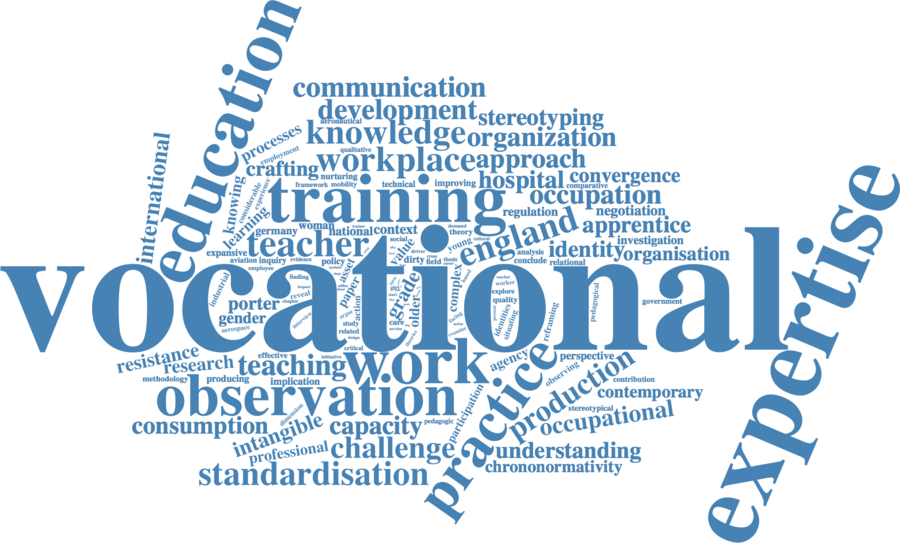 education
communication
development
stereotyping
aeronautical
knowledge
organization
processes
employment
qualitative
workplace
approach
international
crafting
nurturing
hospital
convergence
framework
mobility
technical
improving
comparative
knowing
considerable
experience
training
occupation
learning
regulation
negotiation
expertise
germany
woman
national
context
england
apprentice
teacher
social
young
cultural
demand
theory
investigation
expansive
value
analysis
identity
organisation
aviation
inquiry
evidence
policy
dirty
field
thesis
conclude
relational
employee
vocational
industrial
finding
asset
paper
grade
older
complex
market
worker
explore
quality
pedagogical
government
porter
chapter
reveal
action
gender
aerospace
interview
study
related
care
identities
situating
reframing
critical
resistance
research
effective
initiative
work
agency
perspective
teaching
methodology
producing
implication
practice
observing
contribution
observation
participation
production
contemporary
dimension
stereotypical
consumption
intangible
capacity
pedagogic
occupational
professional
challenge
understanding
standardisation
chrononormativity